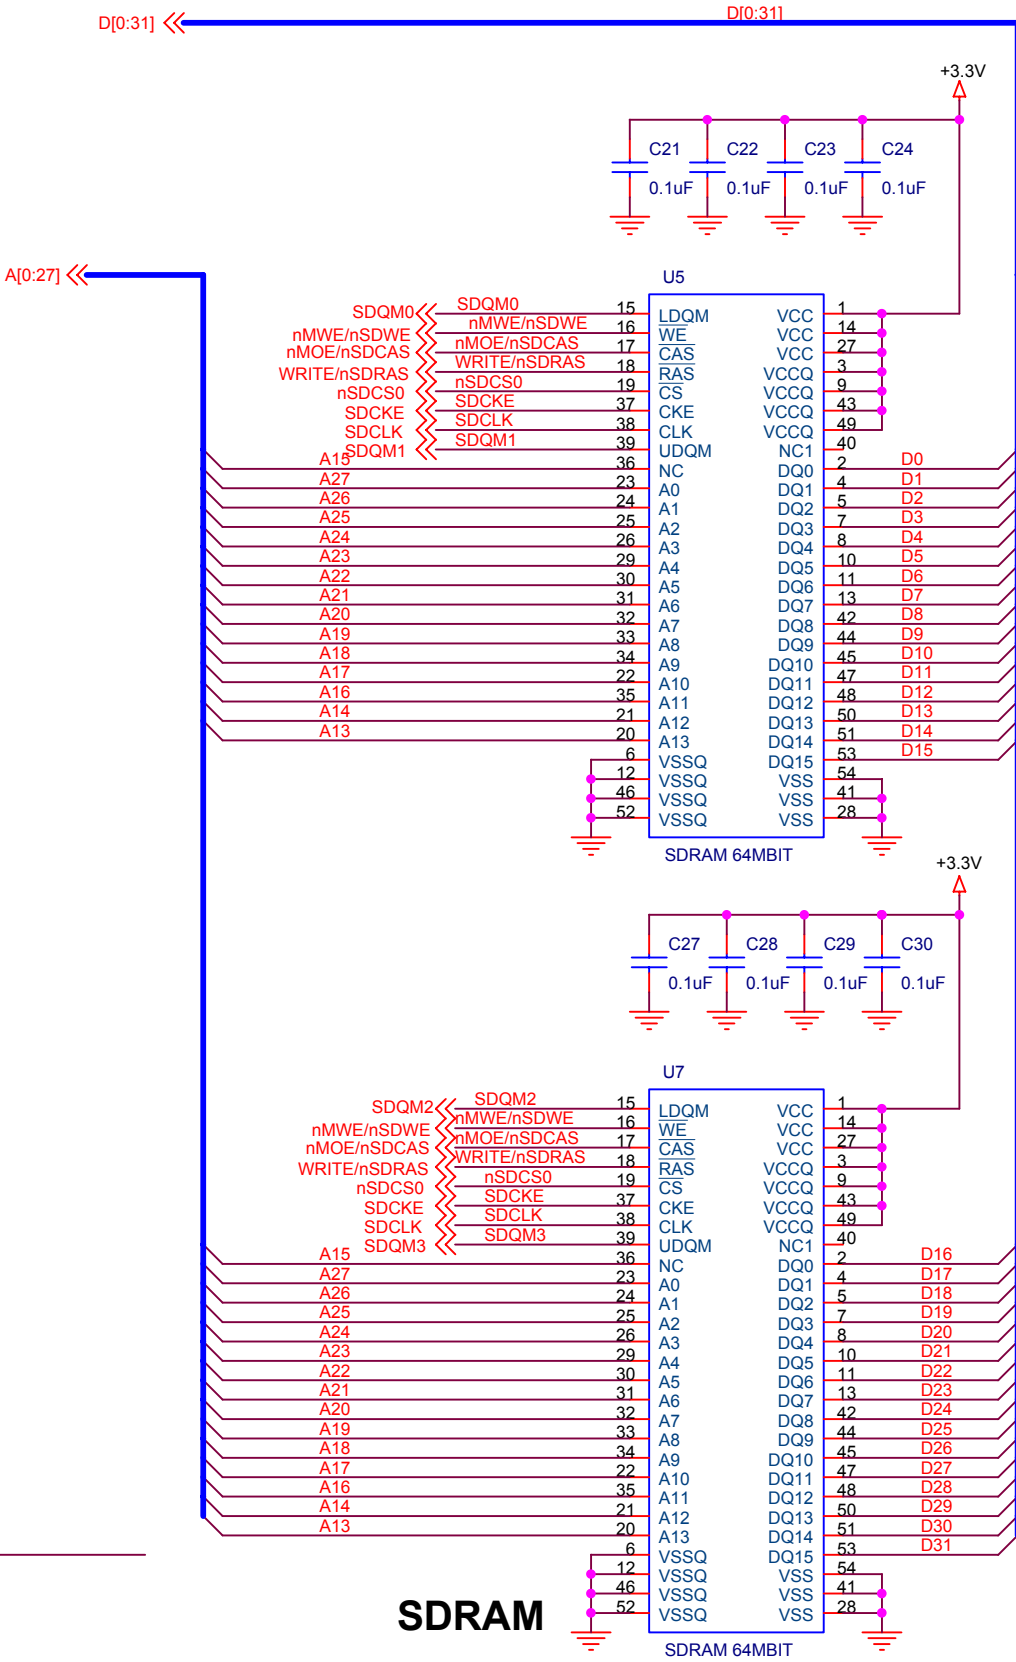 D[0:31] D[0:31]
+3.3V
C21 C22 C23 C24
0.1uF 0.1uF 0.1uF 0.1uF
A[0:27]
U5
SDQM0 SDQM0 15 LDQM VCC 1
nMWE/nSDWE nMWE/nSDWE 16 WE VCC 14
nMOE/nSDCAS nMOE/nSDCAS 17 CAS VCC 27
WRITE/nSDRAS WRITE/nSDRAS 18 RAS VCCQ 3
nSDCS0 nSDCS0 19 CS VCCQ 9
SDCKE SDCKE 37 CKE VCCQ 43
SDCLK SDCLK 38 CLK VCCQ 49
SDQM1 SDQM1 39 UDQM NC1 40
A15 36 NC DQ0 2 D0
A27 23 A0 DQ1 4 D1
A26 24 A1 DQ2 5 D2
A25 25 A2 DQ3 7 D3
A24 26 A3 DQ4 8 D4
A23 29 A4 DQ5 10 D5
A22 30 A5 DQ6 11 D6
A21 31 A6 DQ7 13 D7
A20 32 A7 DQ8 42 D8
A19 33 A8 DQ9 44 D9
A18 34 A9 DQ10 45 D10
A17 22 A10 DQ11 47 D11
A16 35 A11 DQ12 48 D12
A14 21 A12 DQ13 50 D13
A13 20 A13 DQ14 51 D14
6 VSSQ DQ15 53 D15
12 VSSQ VSS 54
46 VSSQ VSS 41
52 VSSQ VSS 28
SDRAM 64MBIT
+3.3V
C27 C28 C29 C30
0.1uF 0.1uF 0.1uF 0.1uF
U7
SDQM2 SDQM2 15 LDQM VCC 1
nMWE/nSDWE nMWE/nSDWE 16 WE VCC 14
nMOE/nSDCAS nMOE/nSDCAS 17 CAS VCC 27
WRITE/nSDRAS WRITE/nSDRAS 18 RAS VCCQ 3
nSDCS0 nSDCS0 19 CS VCCQ 9
SDCKE SDCKE 37 CKE VCCQ 43
SDCLK SDCLK 38 CLK VCCQ 49
SDQM3 SDQM3 39 UDQM NC1 40
A15 36 NC DQ0 2 D16
A27 23 A0 DQ1 4 D17
A26 24 A1 DQ2 5 D18
A25 25 A2 DQ3 7 D19
A24 26 A3 DQ4 8 D20
A23 29 A4 DQ5 10 D21
A22 30 A5 DQ6 11 D22
A21 31 A6 DQ7 13 D23
A20 32 A7 DQ8 42 D24
A19 33 A8 DQ9 44 D25
A18 34 A9 DQ10 45 D26
A17 22 A10 DQ11 47 D27
A16 35 A11 DQ12 48 D28
A14 21 A12 DQ13 50 D29
A13 20 A13 DQ14 51 D30
6 VSSQ DQ15 53 D31
12 VSSQ VSS 54
46 VSSQ VSS 41
52 VSSQ VSS 28
SDRAM
SDRAM 64MBIT